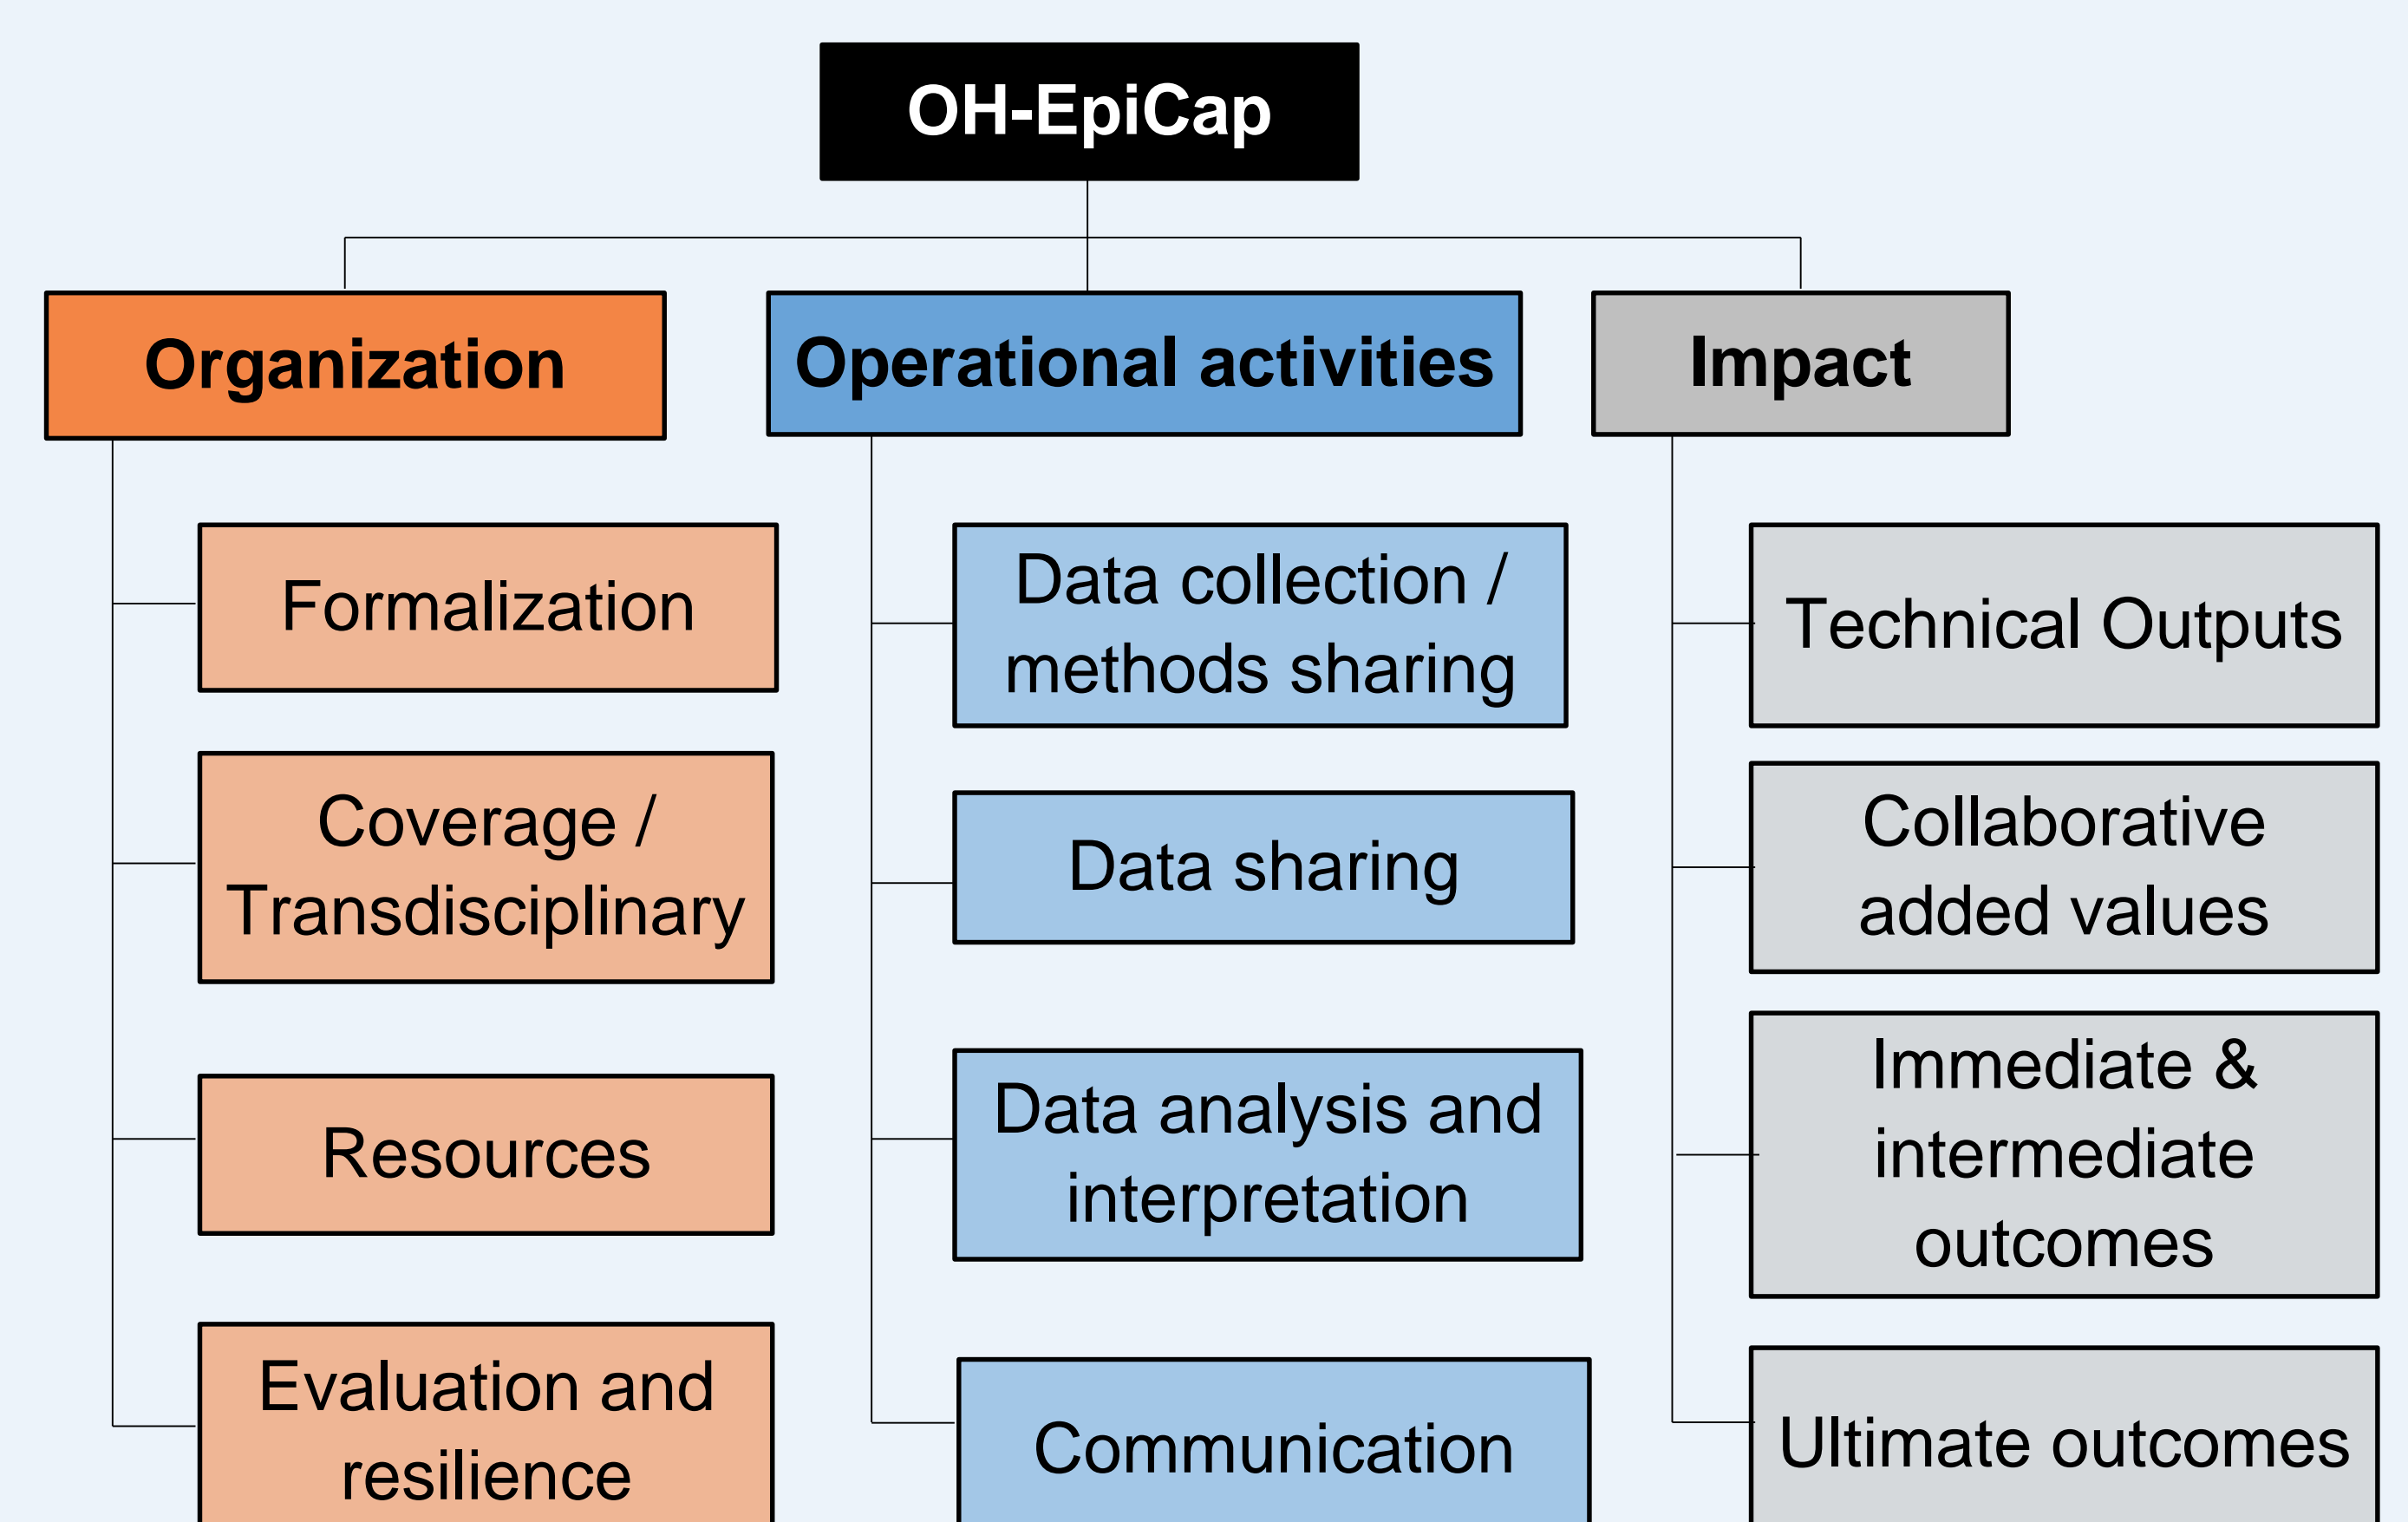 OH-EpiCap
Organization
Formalization
Coverage /
Transdisciplinary
Resources
Evaluation and
resilience
Operational activities
Data collection /
methods sharing
Data sharing
Data analysis and
interpretation
Communication
Impact
Technical Outputs
Collaborative
added values
Immediate &
intermediate
outcomes
Ultimate outcomes